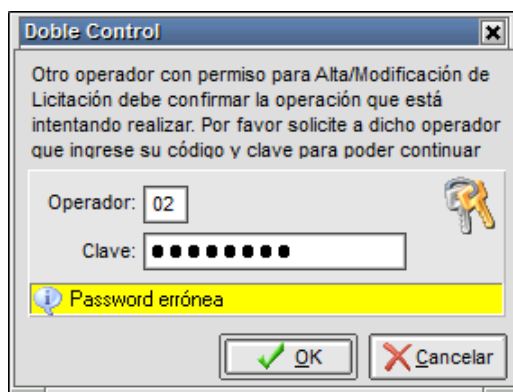 Doble Control
Otro operador con permiso para Alta/Modificación de
Licitación debe confirmar la operación que está
intentando realizar. Por favor solicite a dicho operador
que ingrese su código y clave para poder continuar
Operador: 02
Clave: ●●●●●●●●
Password errónea
OK Cancelar